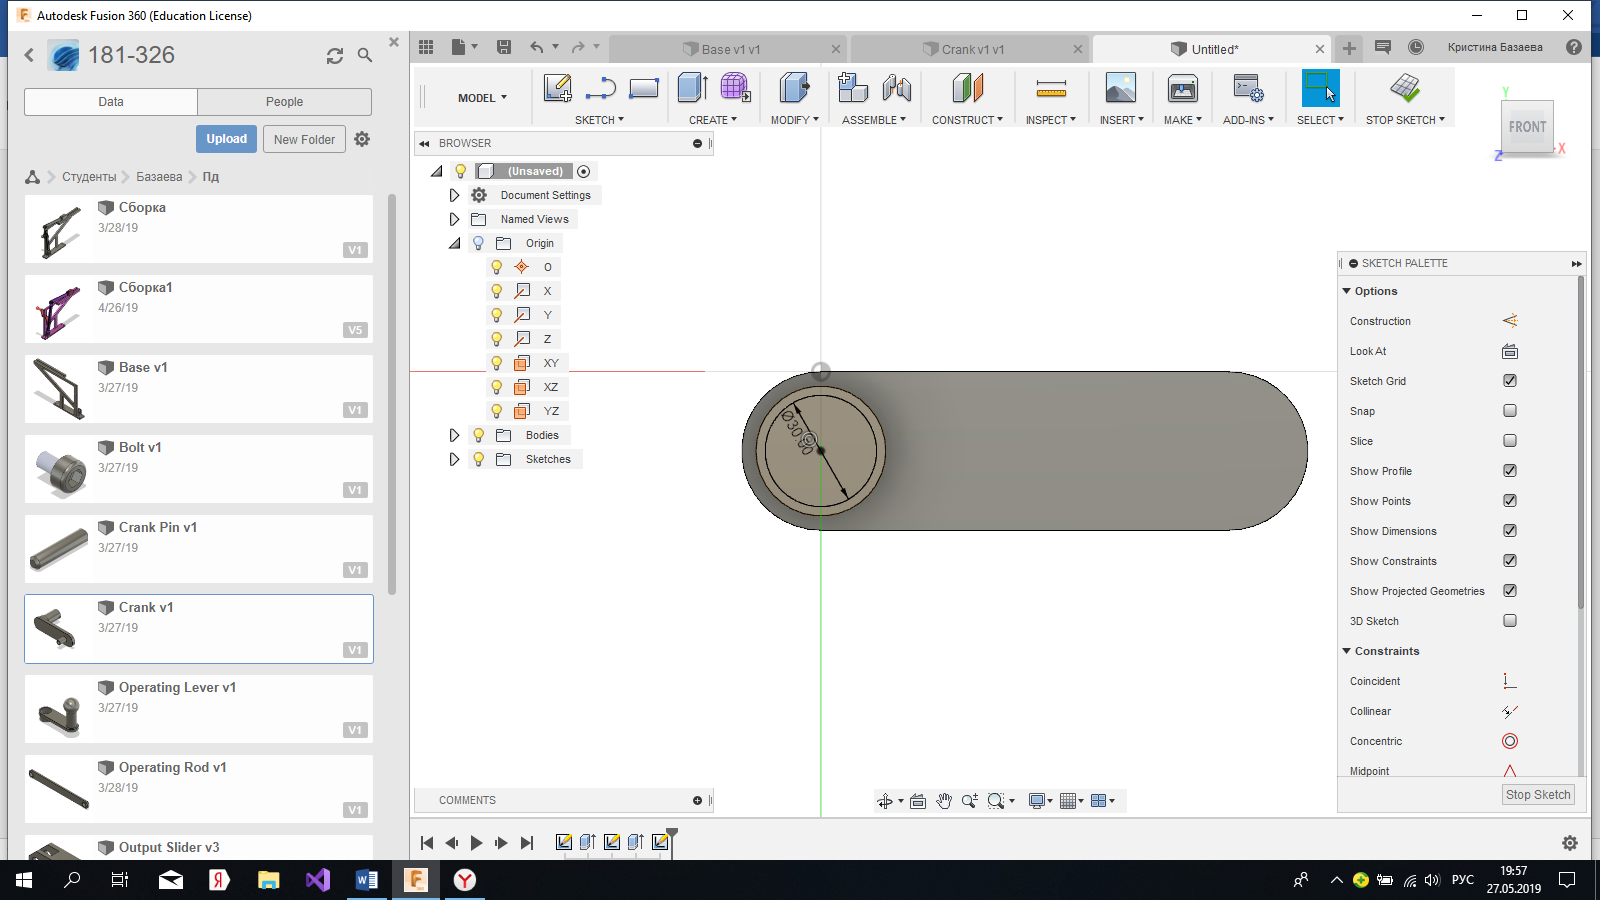 Autodesk Fusion 360 (Education License)
181-326
Data
People
Upload
New Folder
Студенты
Базаева
Пд
Сборка
3/28/19
V1
Сборка1
4/26/19
V5
Base v1
3/27/19
V1
Bolt v1
3/27/19
V1
Crank Pin v1
3/27/19
V1
Crank v1
3/27/19
V1
Operating Lever v1
3/27/19
V1
Operating Rod v1
3/28/19
V1
Output Slider v3
Base v1 v1
Crank v1 v1
Untitled*
Кристина Базаева
MODEL
SKETCH
CREATE
MODIFY
ASSEMBLE
CONSTRUCT
INSPECT
INSERT
MAKE
ADD-INS
SELECT
STOP SKETCH
BROWSER
(Unsaved)
Document Settings
Named Views
Origin
O
X
Y
Z
XY
XZ
YZ
Bodies
Sketches
Ø30.00
Y
FRONT
Z
X
SKETCH PALETTE
Options
Construction
Look At
Sketch Grid
Snap
Slice
Show Profile
Show Points
Show Dimensions
Show Constraints
Show Projected Geometries
3D Sketch
Constraints
Coincident
Collinear
Concentric
Midpoint
Stop Sketch
COMMENTS
РУС
19:57
27.05.2019